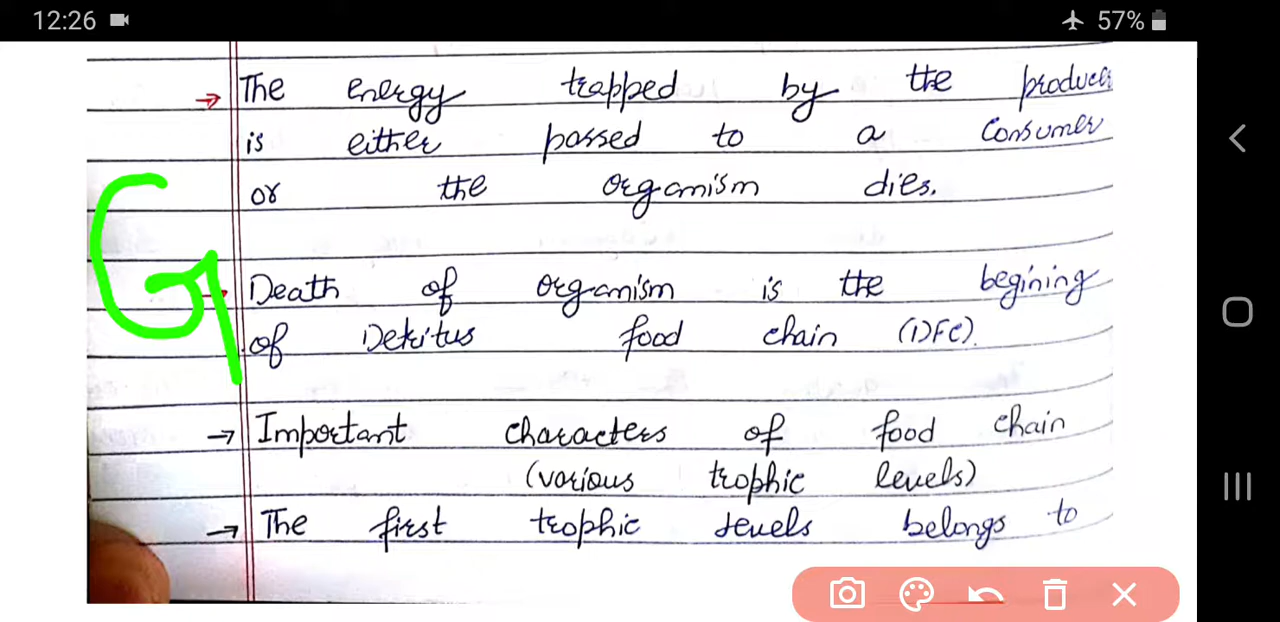 12:26
57%
→ The energy trapped by the producer
is either passed to a Consumer
or the organism dies.
G
→ Death of organism is the begining
of Detritus food chain (DFC).
→ Important characters of food chain
(various trophic levels)
→ The first trophic levels belongs to